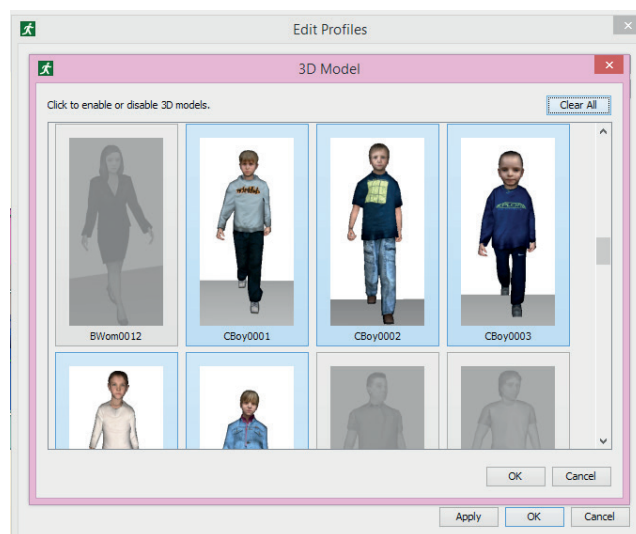 Edit Profiles
3D Model
Click to enable or disable 3D models.
Clear All
BWom0012
CBoy0001
CBoy0002
CBoy0003
OK
Cancel
Apply
OK
Cancel